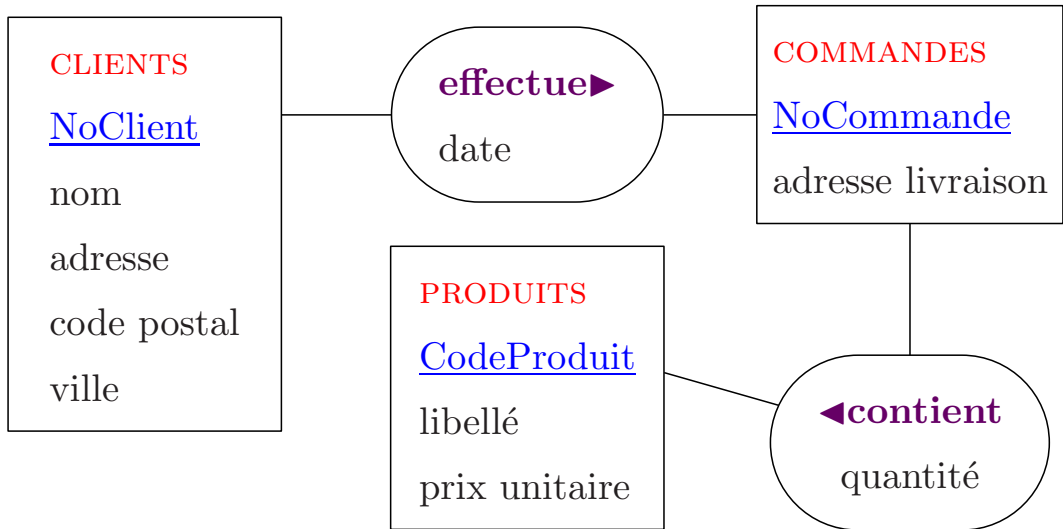 CLIENTS
NoClient
nom
adresse
code postal
ville
effectue▶
date
COMMANDES
NoCommande
adresse livraison
PRODUITS
CodeProduit
libellé
prix unitaire
◀contient
quantité